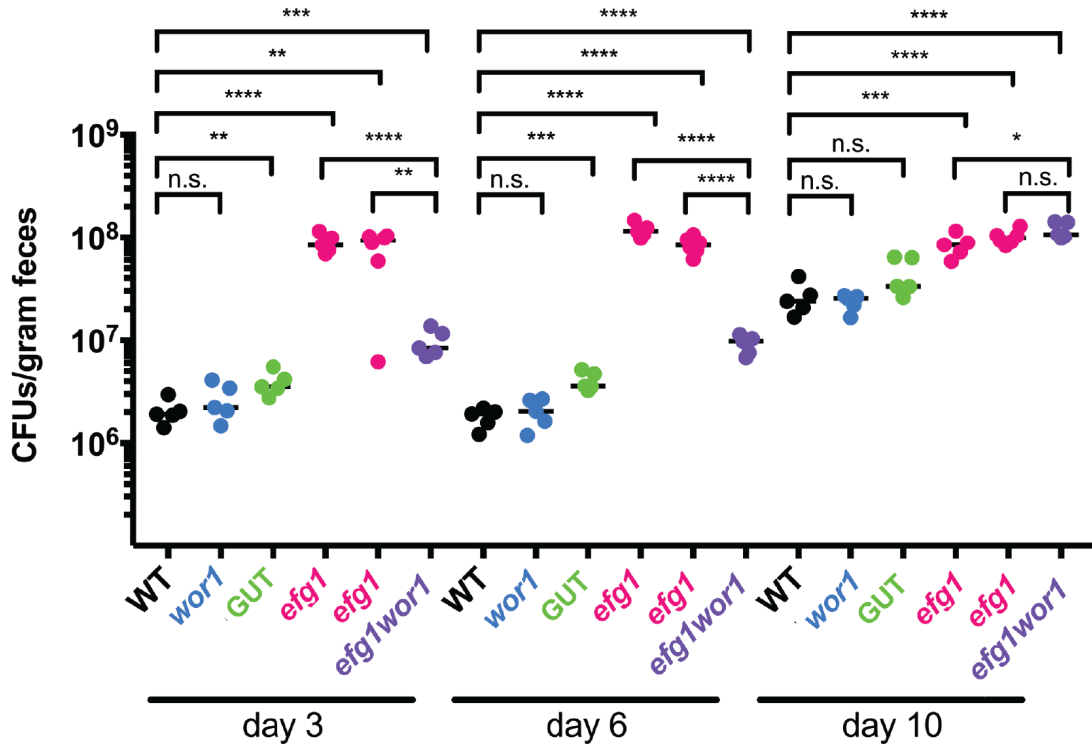 *** **** ****
** **** ****
**** **** ***
** **** *** **** n.s. *
n.s. ** n.s. **** n.s. n.s.
CFUs/gram feces
10⁹
10⁸
10⁷
10⁶
WT wor1 GUT efg1 efg1 efg1wor1 WT wor1 GUT efg1 efg1 efg1wor1 WT wor1 GUT efg1 efg1 efg1wor1
day 3 day 6 day 10